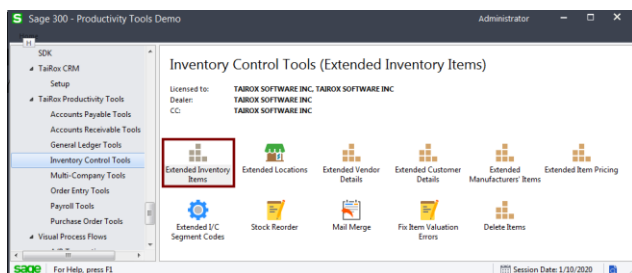 S Sage 300 - Productivity Tools Demo
Administrator
H
SDK
TaiRox CRM
Setup
TaiRox Productivity Tools
Accounts Payable Tools
Accounts Receivable Tools
General Ledger Tools
Inventory Control Tools
Multi-Company Tools
Order Entry Tools
Payroll Tools
Purchase Order Tools
Visual Process Flows
Inventory Control Tools (Extended Inventory Items)
Licensed to: TAIROX SOFTWARE INC, TAIROX SOFTWARE INC
Dealer: TAIROX SOFTWARE INC
CC: TAIROX SOFTWARE INC
Extended Inventory
Items
Extended Locations
Extended Vendor
Details
Extended Customer
Details
Extended
Manufacturers' Items
Extended Item Pricing
Extended I/C
Segment Codes
Stock Reorder
Mail Merge
Fix Item Valuation
Errors
Delete Items
sage For Help, press F1
Session Date: 1/10/2020